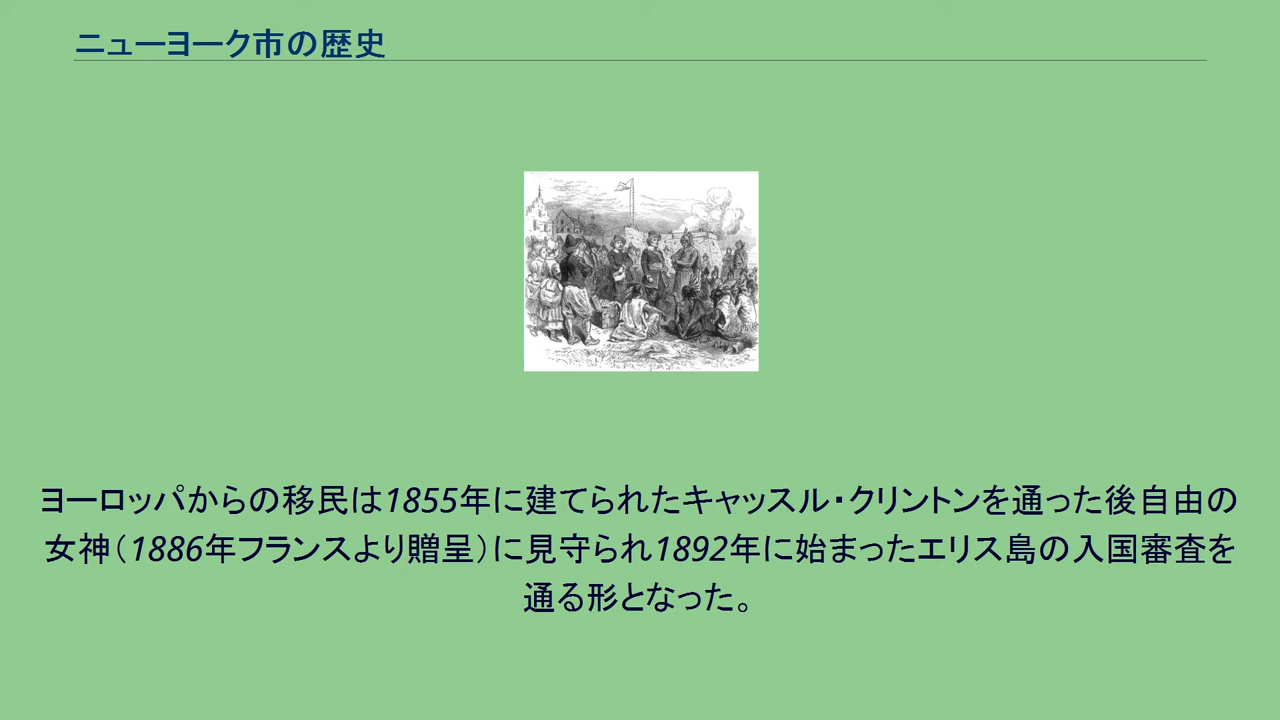 ニューヨーク市の歴史
ヨーロッパからの移民は1855年に建てられたキャッスル・クリントンを通った後自由の
女神（1886年フランスより贈呈）に見守られ1892年に始まったエリス島の入国審査を
通る形となった。